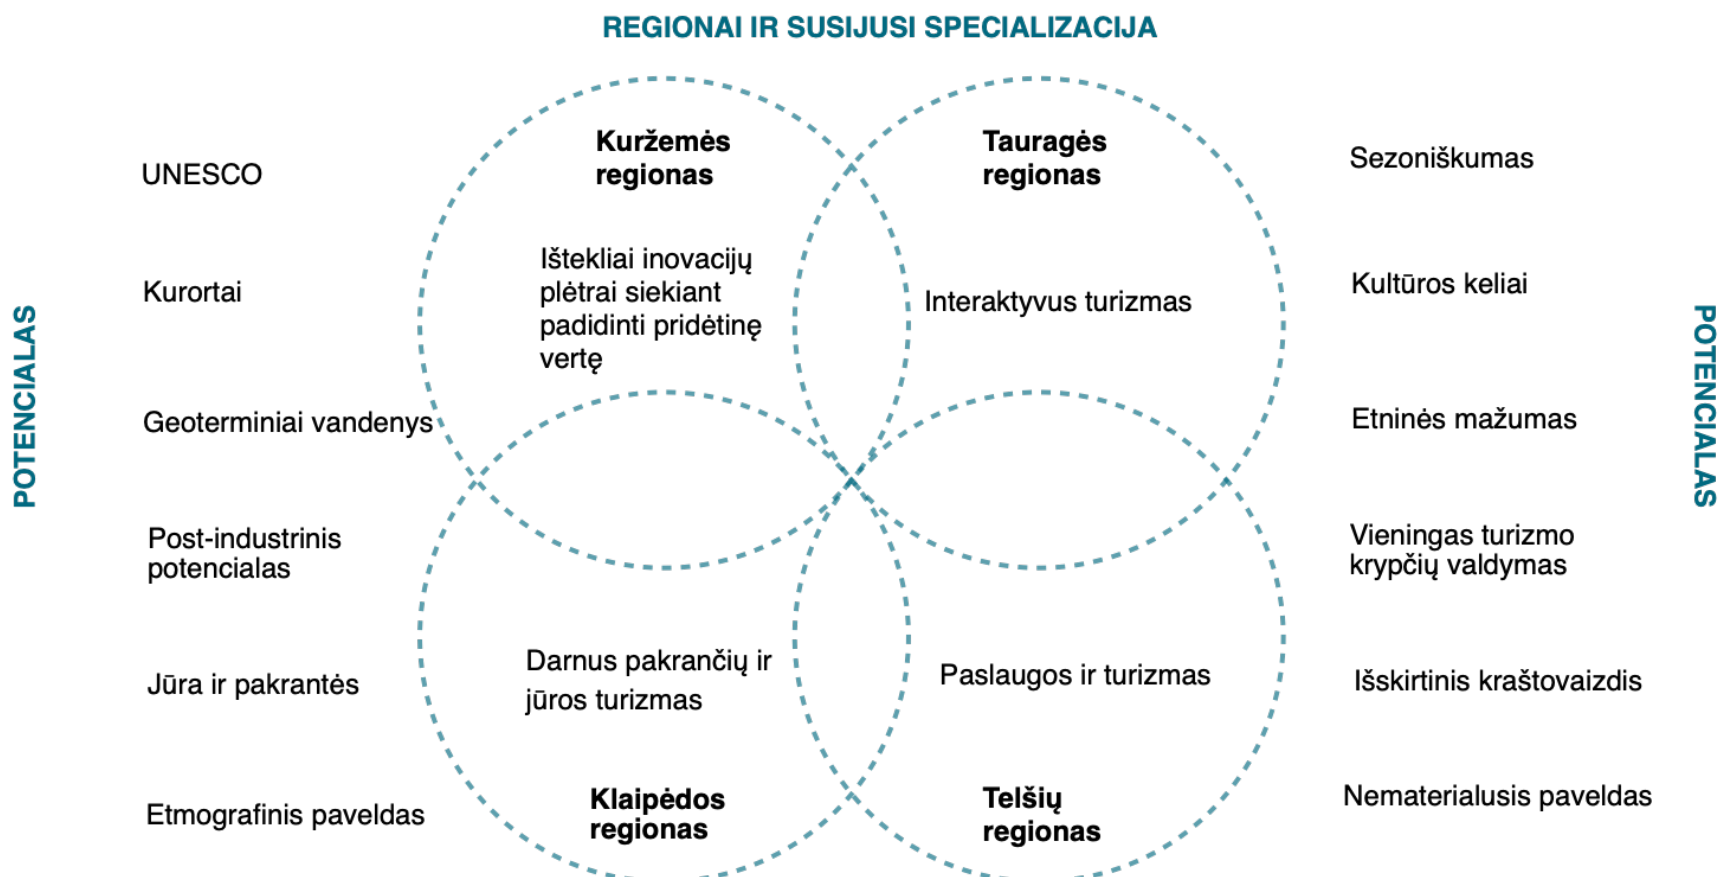 REGIONAI IR SUSIJUSI SPECIALIZACIJA
POTENCIALAS
UNESCO
Kurortai
Geoterminiai vandenys
Post-industrinis
potencialas
Jūra ir pakrantės
Etmografinis paveldas
Kuržemės
regionas
Ištekliai inovacijų
plėtrai siekiant
padidinti pridėtinę
vertę
Tauragės
regionas
Interaktyvus turizmas
Darnus pakrančių ir
jūros turizmas
Klaipėdos
regionas
Paslaugos ir turizmas
Telšių
regionas
Sezoniškumas
Kultūros keliai
Etninės mažumas
Vieningas turizmo
krypčių valdymas
Išskirtinis kraštovaizdis
Nematerialusis paveldas
POTENCIALAS